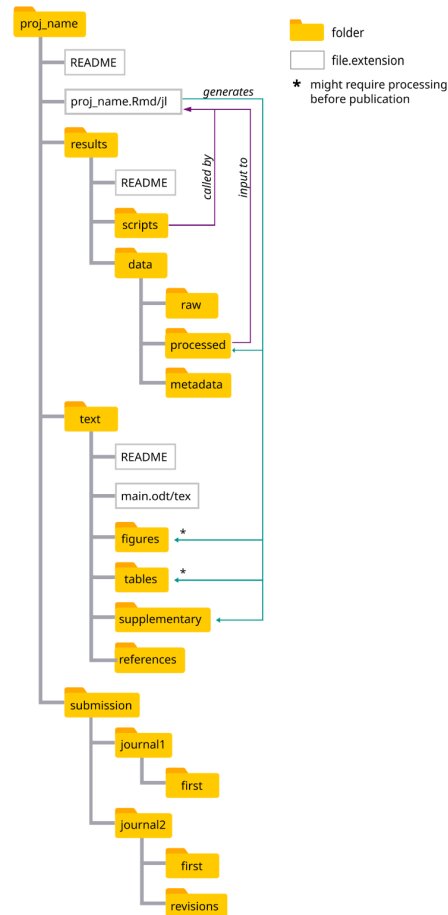 proj_name
folder
README
file.extension
* might require processing
before publication
proj_name.Rmd/jl
generates
results
called by
input to
README
scripts
data
raw
processed
metadata
text
README
main.odt/tex
*
figures
*
tables
supplementary
references
submission
journal1
first
journal2
first
revisions